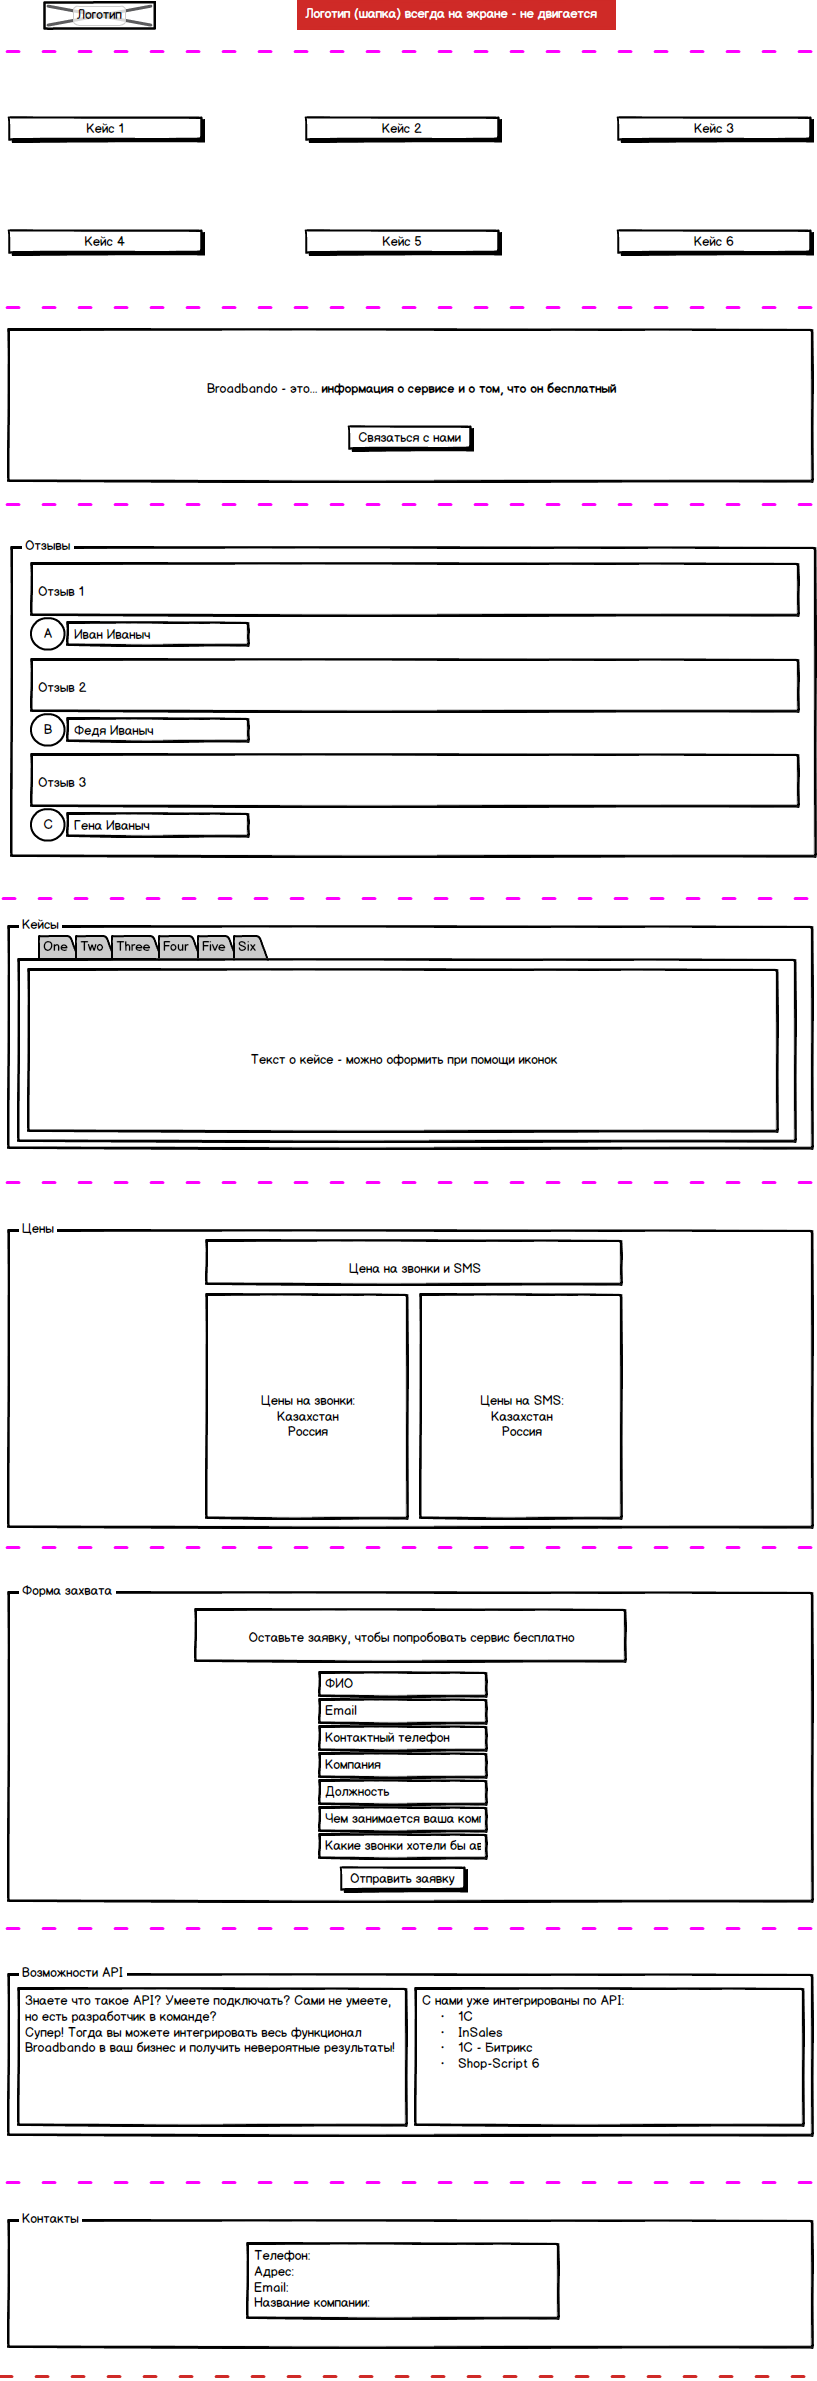 Логотип
Логотип (шапка) всегда на экране - не двигается
Кейс 1
Кейс 2
Кейс 3
Кейс 4
Кейс 5
Кейс 6
Broadbando - это... информация о сервисе и о том, что он бесплатный
Связаться с нами
Отзывы
Отзыв 1
A
Иван Иваныч
Отзыв 2
B
Федя Иваныч
Отзыв 3
C
Гена Иваныч
Кейсы
One Two Three Four Five Six
Текст о кейсе - можно оформить при помощи иконок
Цены
Цена на звонки и SMS
Цены на звонки:
Казахстан
Россия
Цены на SMS:
Казахстан
Россия
Форма захвата
Оставьте заявку, чтобы попробовать сервис бесплатно
ФИО
Email
Контактный телефон
Компания
Должность
Чем занимается ваша комп
Какие звонки хотели бы ав
Отправить заявку
Возможности API
Знаете что такое API? Умеете подключать? Сами не умеете,
но есть разработчик в команде?
Супер! Тогда вы можете интегрировать весь функционал
Broadbando в ваш бизнес и получить невероятные результаты!
С нами уже интегрированы по API:
· 1C
· InSales
· 1C - Битрикс
· Shop-Script 6
Контакты
Телефон:
Адрес:
Email:
Название компании: